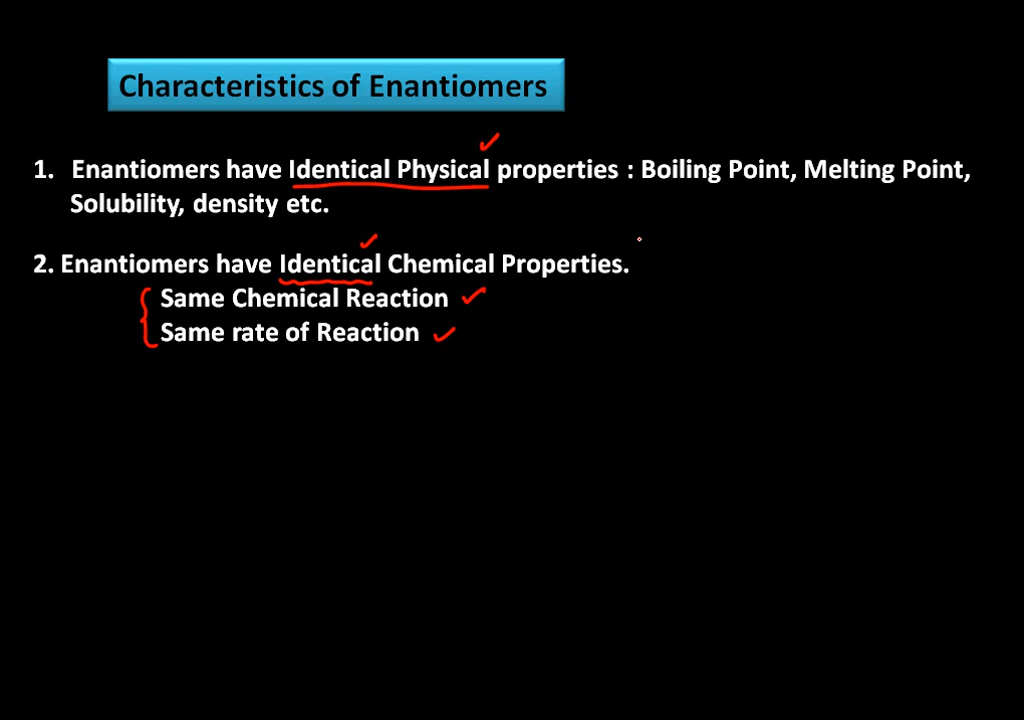 Characteristics of Enantiomers
1. Enantiomers have Identical Physical properties : Boiling Point, Melting Point,
Solubility, density etc.
2. Enantiomers have Identical Chemical Properties.
Same Chemical Reaction
Same rate of Reaction